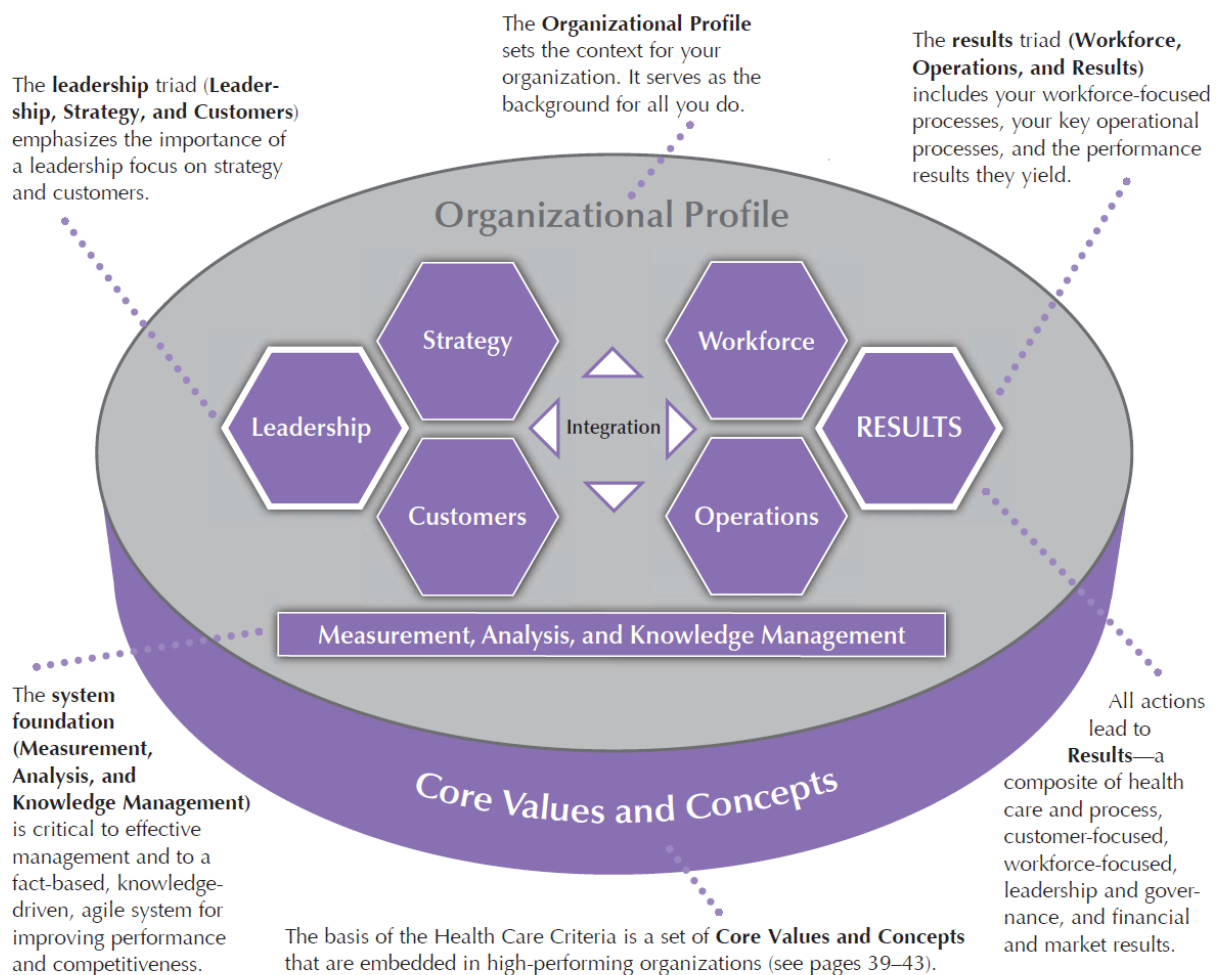 The Organizational Profile
sets the context for your
organization. It serves as the
background for all you do.
The results triad (Workforce,
Operations, and Results)
includes your workforce-focused
processes, your key operational
processes, and the performance
results they yield.
The leadership triad (Leader-
ship, Strategy, and Customers)
emphasizes the importance of
a leadership focus on strategy
and customers.
Organizational Profile
Strategy
Workforce
Leadership
Integration
RESULTS
Customers
Operations
Measurement, Analysis, and Knowledge Management
Core Values and Concepts
The system
foundation
(Measurement,
Analysis, and
Knowledge Management)
is critical to effective
management and to a
fact-based, knowledge-
driven, agile system for
improving performance
and competitiveness.
All actions
lead to
Results—a
composite of health
care and process,
customer-focused,
workforce-focused,
leadership and gover-
nance, and financial
and market results.
The basis of the Health Care Criteria is a set of Core Values and Concepts
that are embedded in high-performing organizations (see pages 39–43).